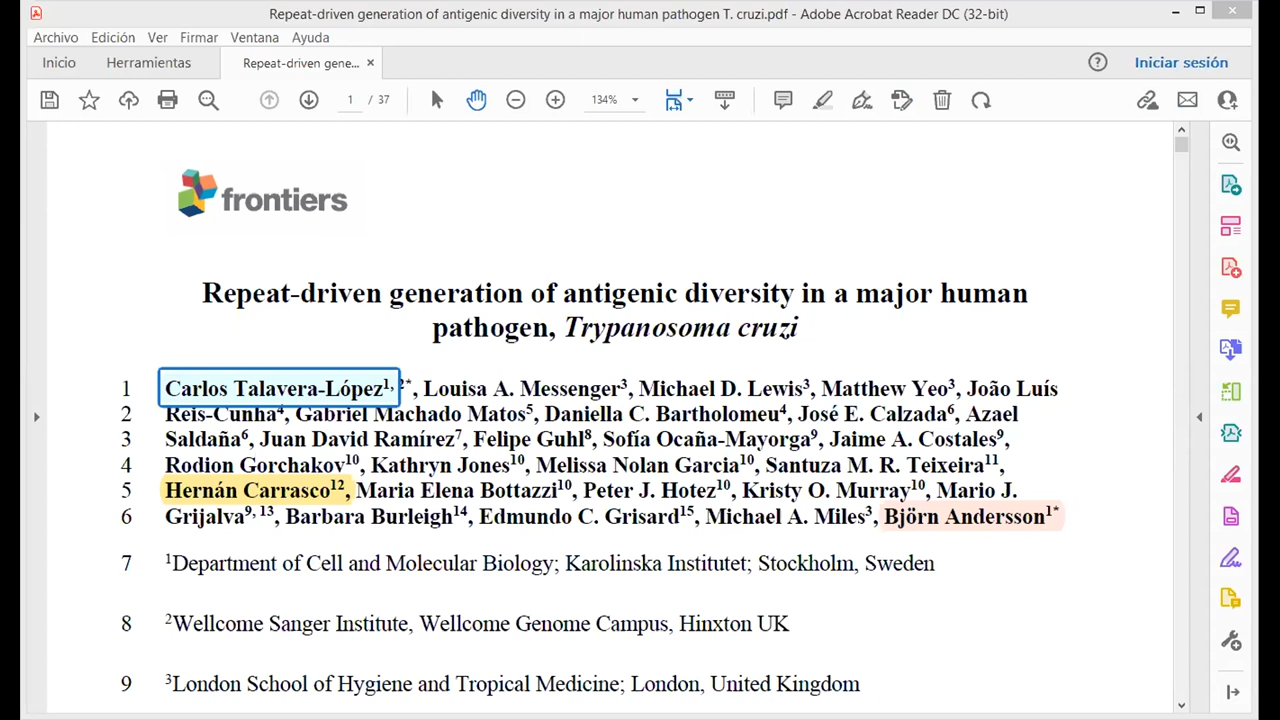 Repeat-driven generation of antigenic diversity in a major human pathogen T. cruzi.pdf - Adobe Acrobat Reader DC (32-bit)
Archivo Edición Ver Firmar Ventana Ayuda
Inicio Herramientas Repeat-driven gene... × Iniciar sesión
1 / 37 134%
frontiers
Repeat-driven generation of antigenic diversity in a major human
pathogen, Trypanosoma cruzi
1 Carlos Talavera-López1, 2*, Louisa A. Messenger3, Michael D. Lewis3, Matthew Yeo3, João Luís
2 Reis-Cunha4, Gabriel Machado Matos5, Daniella C. Bartholomeu4, José E. Calzada6, Azael
3 Saldaña6, Juan David Ramírez7, Felipe Guhl8, Sofía Ocaña-Mayorga9, Jaime A. Costales9,
4 Rodion Gorchakov10, Kathryn Jones10, Melissa Nolan Garcia10, Santuza M. R. Teixeira11,
5 Hernán Carrasco12, Maria Elena Bottazzi10, Peter J. Hotez10, Kristy O. Murray10, Mario J.
6 Grijalva9, 13, Barbara Burleigh14, Edmundo C. Grisard15, Michael A. Miles3, Björn Andersson1*
7 1Department of Cell and Molecular Biology; Karolinska Institutet; Stockholm, Sweden
8 2Wellcome Sanger Institute, Wellcome Genome Campus, Hinxton UK
9 3London School of Hygiene and Tropical Medicine; London, United Kingdom